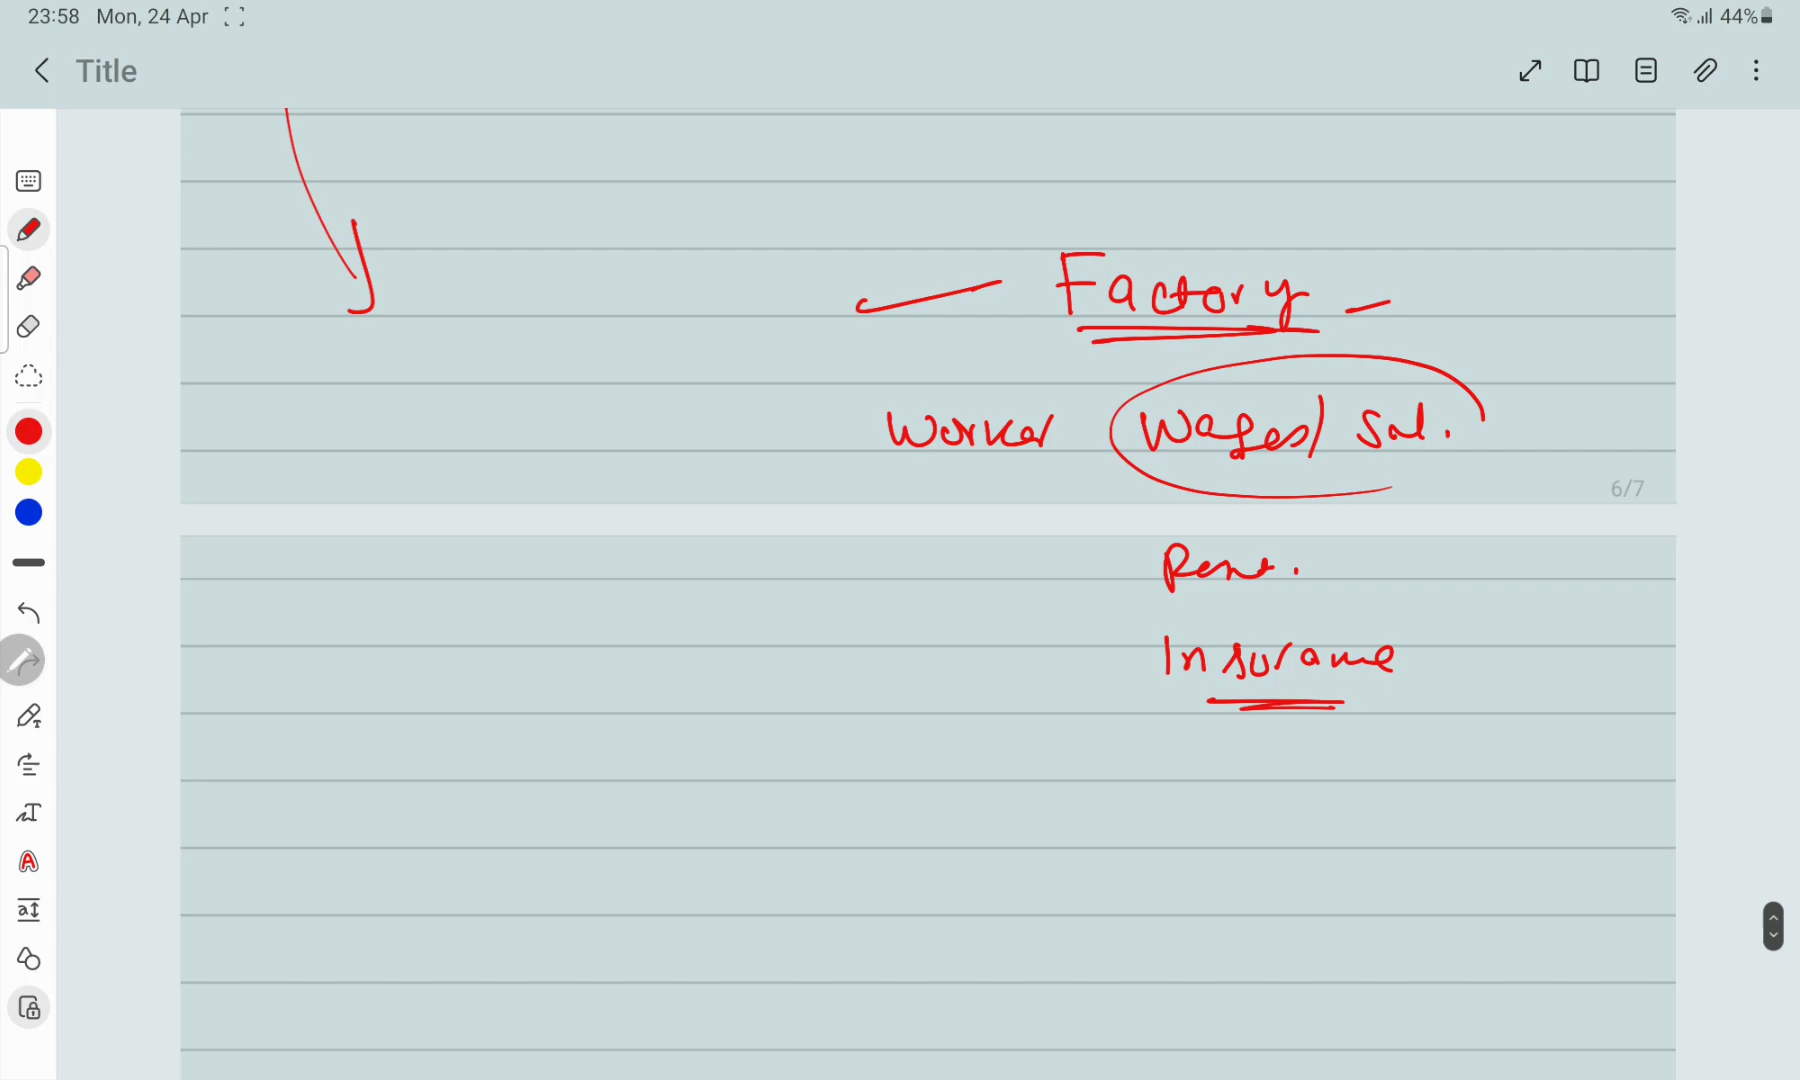 23:58 Mon, 24 Apr 44%
Title
Factory
Worker Wages/ Sal.
6/7
Rent.
Insurance